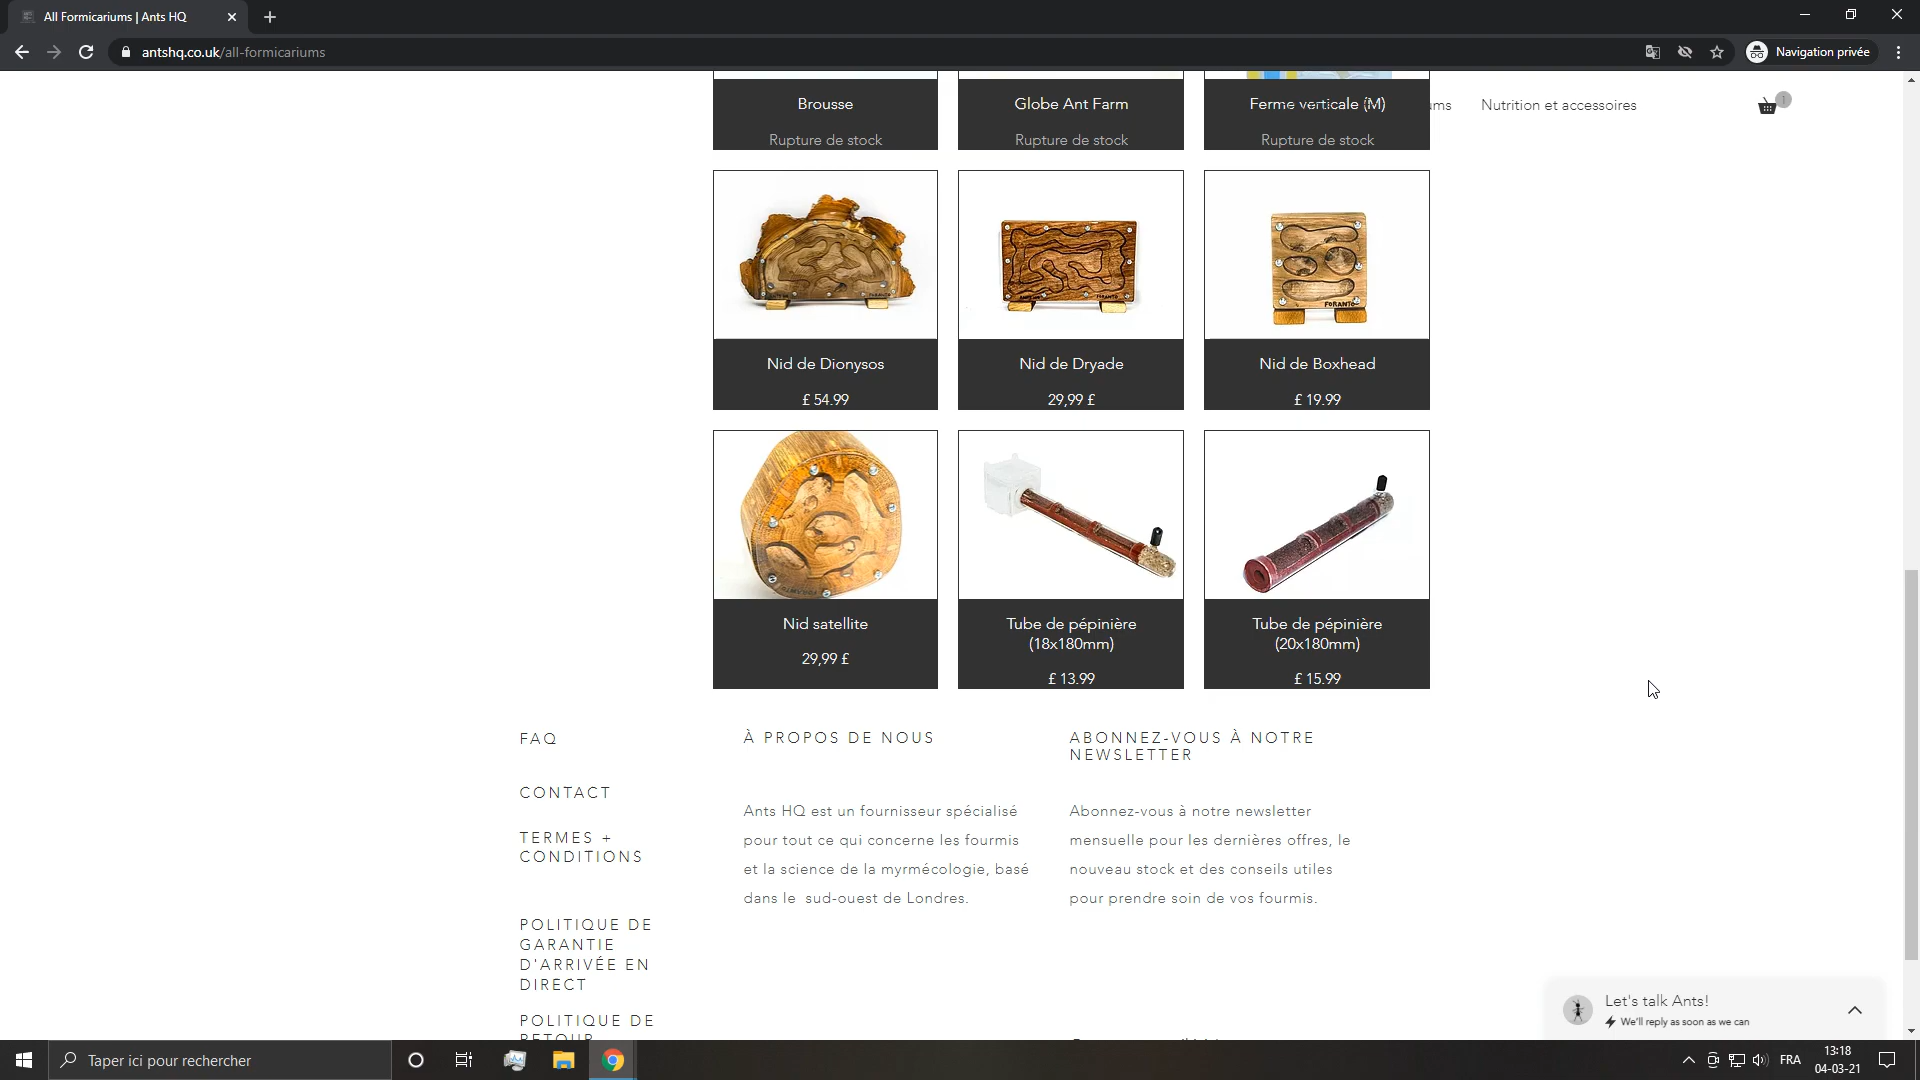 All Formicariums | Ants HQ
antshq.co.uk/all-formicariums
Navigation privée
Brousse
Globe Ant Farm
Ferme verticale (M)
Nutrition et accessoires
1
Rupture de stock
Rupture de stock
Rupture de stock
Nid de Dionysos
Nid de Dryade
Nid de Boxhead
£ 54.99
29,99 £
£ 19.99
Nid satellite
Tube de pépinière
(18x180mm)
Tube de pépinière
(20x180mm)
29,99 £
£ 13.99
£ 15.99
FAQ
CONTACT
TERMES +
CONDITIONS
POLITIQUE DE
GARANTIE
D'ARRIVÉE EN
DIRECT
POLITIQUE DE
RETOUR
À PROPOS DE NOUS
Ants HQ est un fournisseur spécialisé
pour tout ce qui concerne les fourmis
et la science de la myrmécologie, basé
dans le sud-ouest de Londres.
ABONNEZ-VOUS À NOTRE
NEWSLETTER
Abonnez-vous à notre newsletter
mensuelle pour les dernières offres, le
nouveau stock et des conseils utiles
pour prendre soin de vos fourmis.
Let's talk Ants!
We'll reply as soon as we can
Taper ici pour rechercher
FRA
13:18
04-03-21